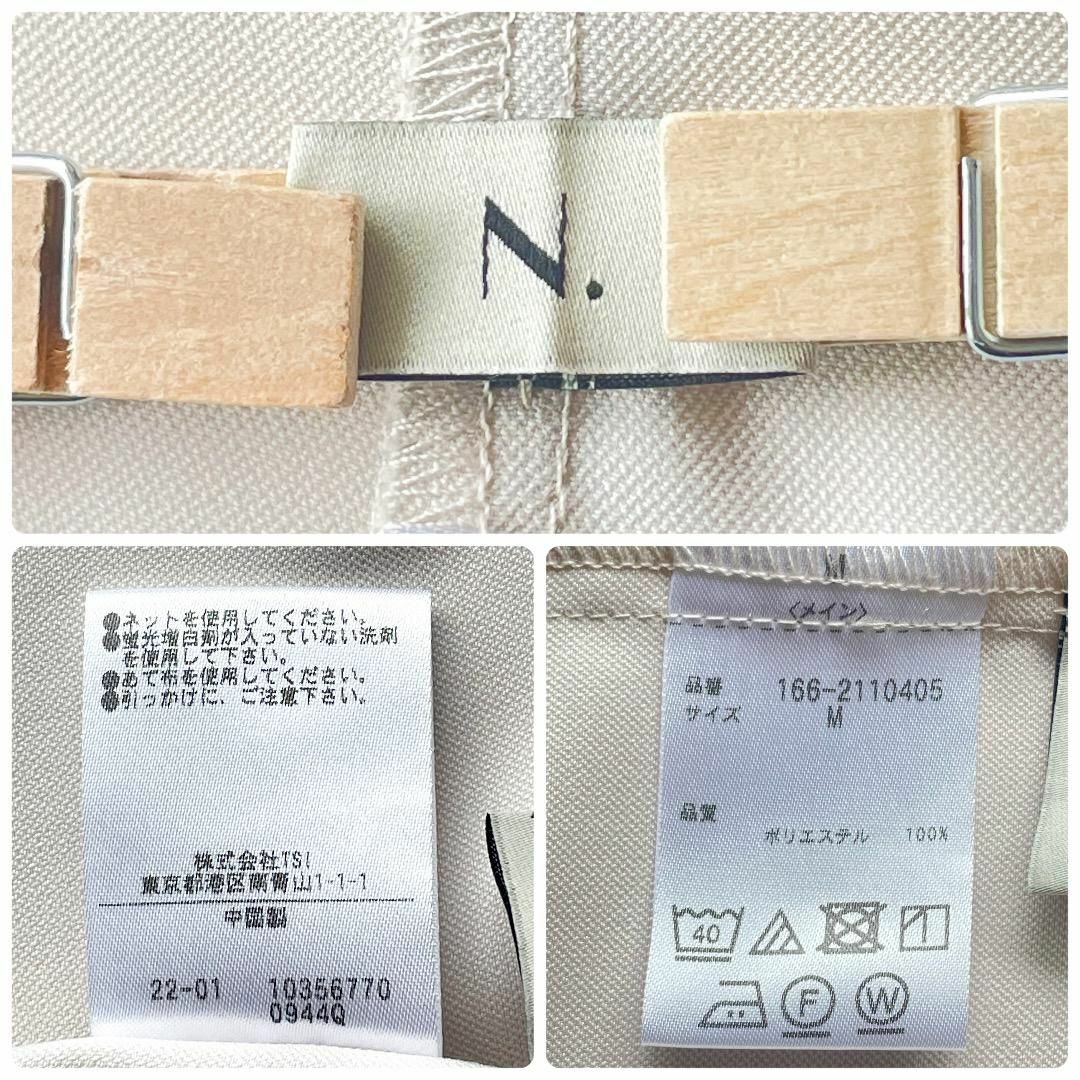 N.
●ネットを使用してください。
●蛍光増白剤が入っていない洗剤
を使用して下さい。
●あて布を使用してください。
●引っかけに、ご注意下さい。
株式会社TSI
東京都港区南青山1-1-1
中国製
22-01 10356770
0944Q
M
〈メイン〉
品番 166-2110405
サイズ M
品質
ポリエステル 100%
40
F W